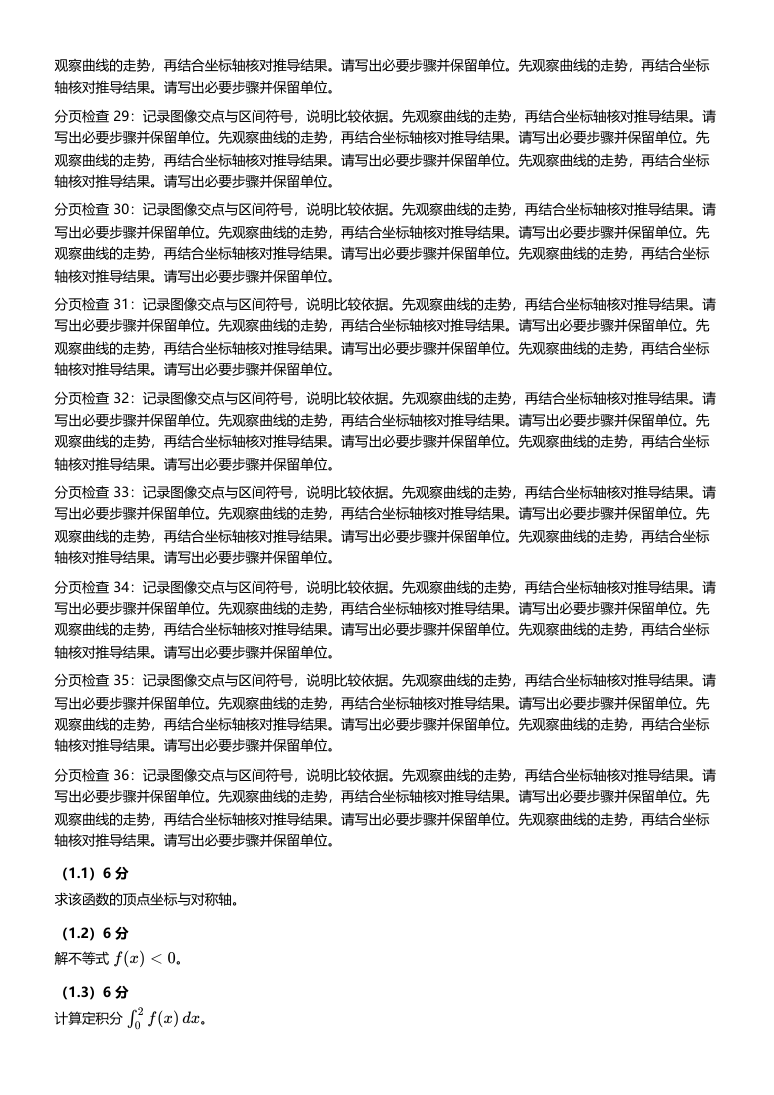 观察曲线的走势，再结合坐标轴核对推导结果。请写出必要步骤并保留单位。先观察曲线的走势，再结合坐标
轴核对推导结果。请写出必要步骤并保留单位。
分页检查 29：记录图像交点与区间符号，说明比较依据。先观察曲线的走势，再结合坐标轴核对推导结果。请
写出必要步骤并保留单位。先观察曲线的走势，再结合坐标轴核对推导结果。请写出必要步骤并保留单位。先
观察曲线的走势，再结合坐标轴核对推导结果。请写出必要步骤并保留单位。先观察曲线的走势，再结合坐标
轴核对推导结果。请写出必要步骤并保留单位。
分页检查 30：记录图像交点与区间符号，说明比较依据。先观察曲线的走势，再结合坐标轴核对推导结果。请
写出必要步骤并保留单位。先观察曲线的走势，再结合坐标轴核对推导结果。请写出必要步骤并保留单位。先
观察曲线的走势，再结合坐标轴核对推导结果。请写出必要步骤并保留单位。先观察曲线的走势，再结合坐标
轴核对推导结果。请写出必要步骤并保留单位。
分页检查 31：记录图像交点与区间符号，说明比较依据。先观察曲线的走势，再结合坐标轴核对推导结果。请
写出必要步骤并保留单位。先观察曲线的走势，再结合坐标轴核对推导结果。请写出必要步骤并保留单位。先
观察曲线的走势，再结合坐标轴核对推导结果。请写出必要步骤并保留单位。先观察曲线的走势，再结合坐标
轴核对推导结果。请写出必要步骤并保留单位。
分页检查 32：记录图像交点与区间符号，说明比较依据。先观察曲线的走势，再结合坐标轴核对推导结果。请
写出必要步骤并保留单位。先观察曲线的走势，再结合坐标轴核对推导结果。请写出必要步骤并保留单位。先
观察曲线的走势，再结合坐标轴核对推导结果。请写出必要步骤并保留单位。先观察曲线的走势，再结合坐标
轴核对推导结果。请写出必要步骤并保留单位。
分页检查 33：记录图像交点与区间符号，说明比较依据。先观察曲线的走势，再结合坐标轴核对推导结果。请
写出必要步骤并保留单位。先观察曲线的走势，再结合坐标轴核对推导结果。请写出必要步骤并保留单位。先
观察曲线的走势，再结合坐标轴核对推导结果。请写出必要步骤并保留单位。先观察曲线的走势，再结合坐标
轴核对推导结果。请写出必要步骤并保留单位。
分页检查 34：记录图像交点与区间符号，说明比较依据。先观察曲线的走势，再结合坐标轴核对推导结果。请
写出必要步骤并保留单位。先观察曲线的走势，再结合坐标轴核对推导结果。请写出必要步骤并保留单位。先
观察曲线的走势，再结合坐标轴核对推导结果。请写出必要步骤并保留单位。先观察曲线的走势，再结合坐标
轴核对推导结果。请写出必要步骤并保留单位。
分页检查 35：记录图像交点与区间符号，说明比较依据。先观察曲线的走势，再结合坐标轴核对推导结果。请
写出必要步骤并保留单位。先观察曲线的走势，再结合坐标轴核对推导结果。请写出必要步骤并保留单位。先
观察曲线的走势，再结合坐标轴核对推导结果。请写出必要步骤并保留单位。先观察曲线的走势，再结合坐标
轴核对推导结果。请写出必要步骤并保留单位。
分页检查 36：记录图像交点与区间符号，说明比较依据。先观察曲线的走势，再结合坐标轴核对推导结果。请
写出必要步骤并保留单位。先观察曲线的走势，再结合坐标轴核对推导结果。请写出必要步骤并保留单位。先
观察曲线的走势，再结合坐标轴核对推导结果。请写出必要步骤并保留单位。先观察曲线的走势，再结合坐标
轴核对推导结果。请写出必要步骤并保留单位。
（1.1）6 分
求该函数的顶点坐标与对称轴。
（1.2）6 分
解不等式 f(x) < 0。
（1.3）6 分
计算定积分 ∫₀² f(x) dx。